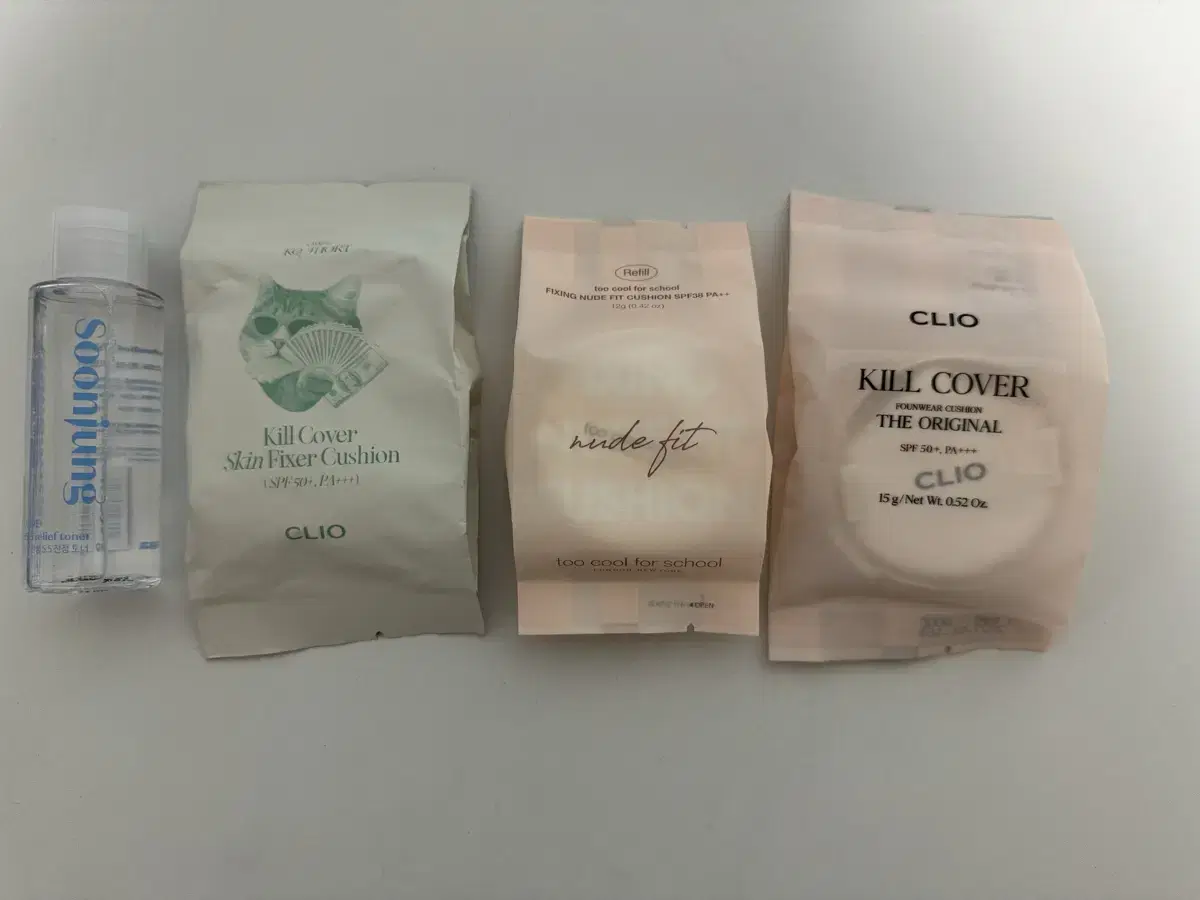 soonjung
relief toner
Kill Cover
Skin Fixer Cushion
(SPF 50+, PA+++)
CLIO
Refill
too cool for school
FIXING NUDE FIT CUSHION SPF38 PA++
12g (0.42 oz)
nude fit
too cool for school
CLIO
KILL COVER
FOUNWEAR CUSHION
THE ORIGINAL
SPF 50+, PA+++
CLIO
15 g/Net Wt. 0.52 Oz.